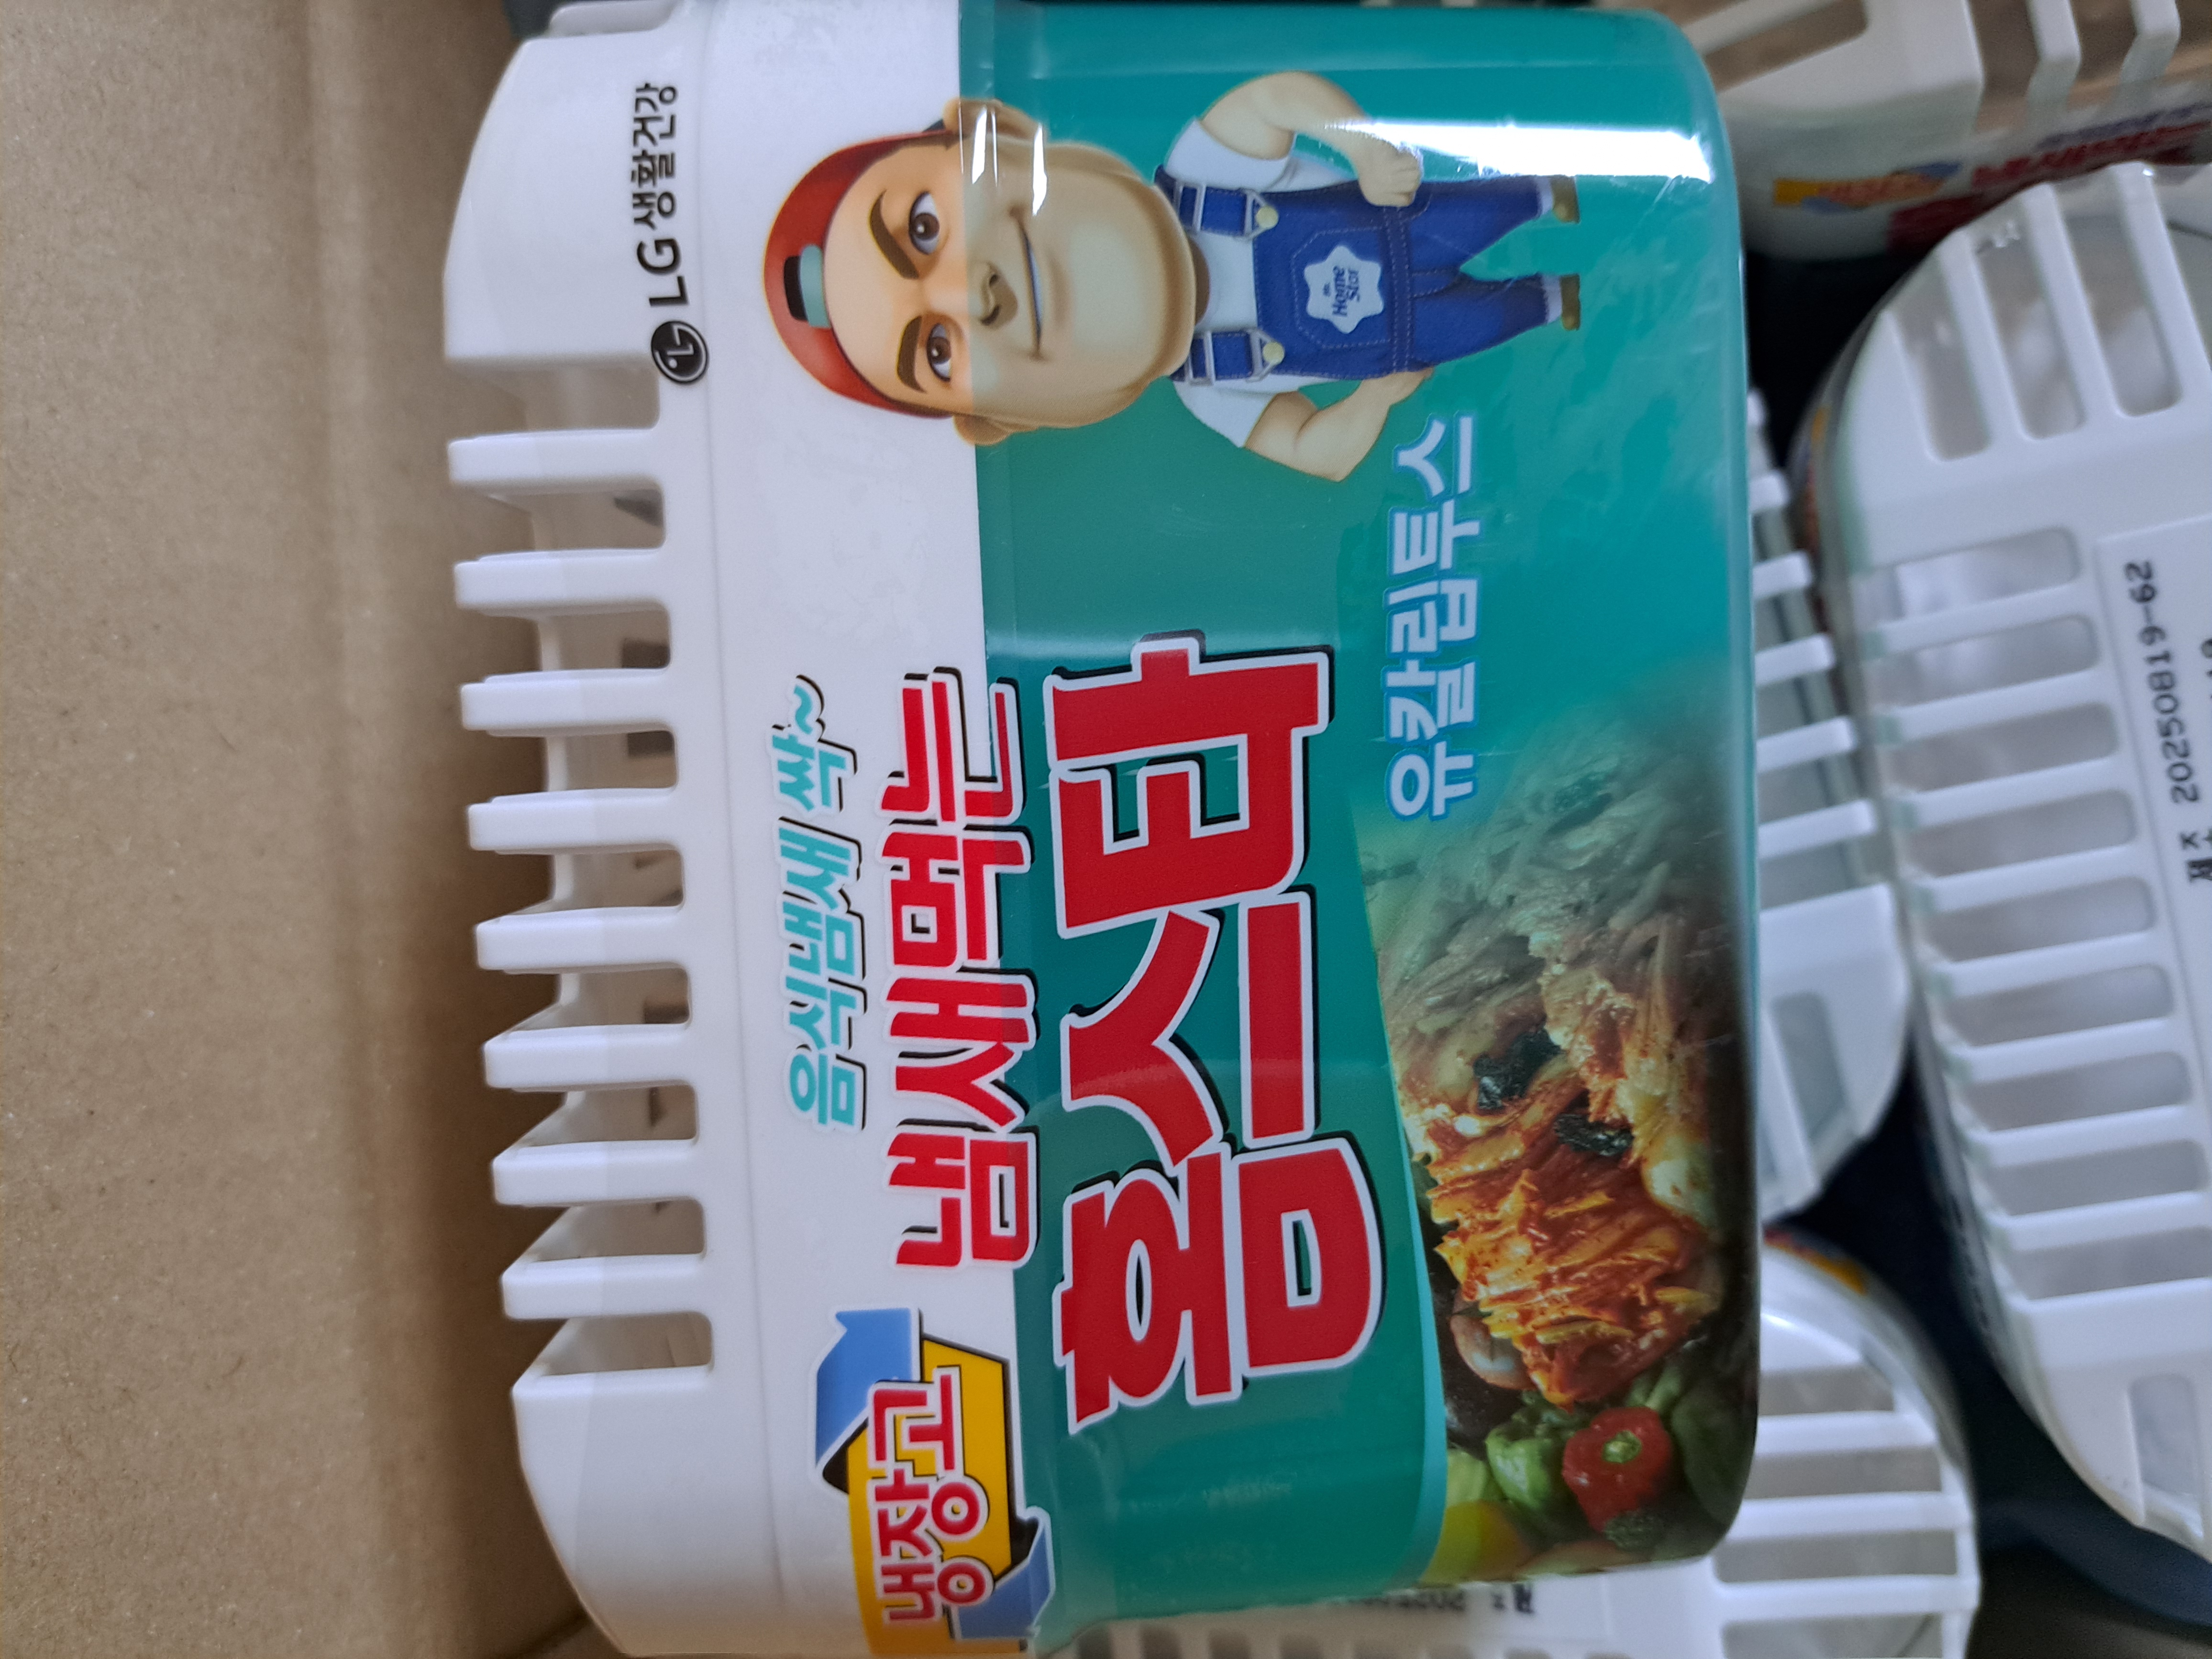 LG 생활건강
음식냄새 싹~
냉장고
냄새먹는
홈스타
유칼립투스
Mr.
Home
Star
제조 20250819-62